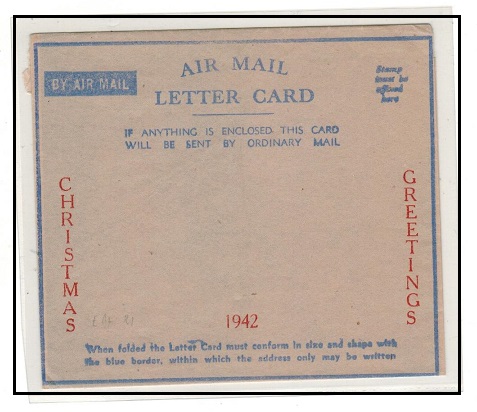 AIR MAIL
BY AIR MAIL
LETTER CARD
Stamp
must be
affixed
here
IF ANYTHING IS ENCLOSED THIS CARD
WILL BE SENT BY ORDINARY MAIL
CHRISTMAS
GREETINGS
1942
When folded the Letter Card must conform in size and shape with
the blue border, within which the address only may be written